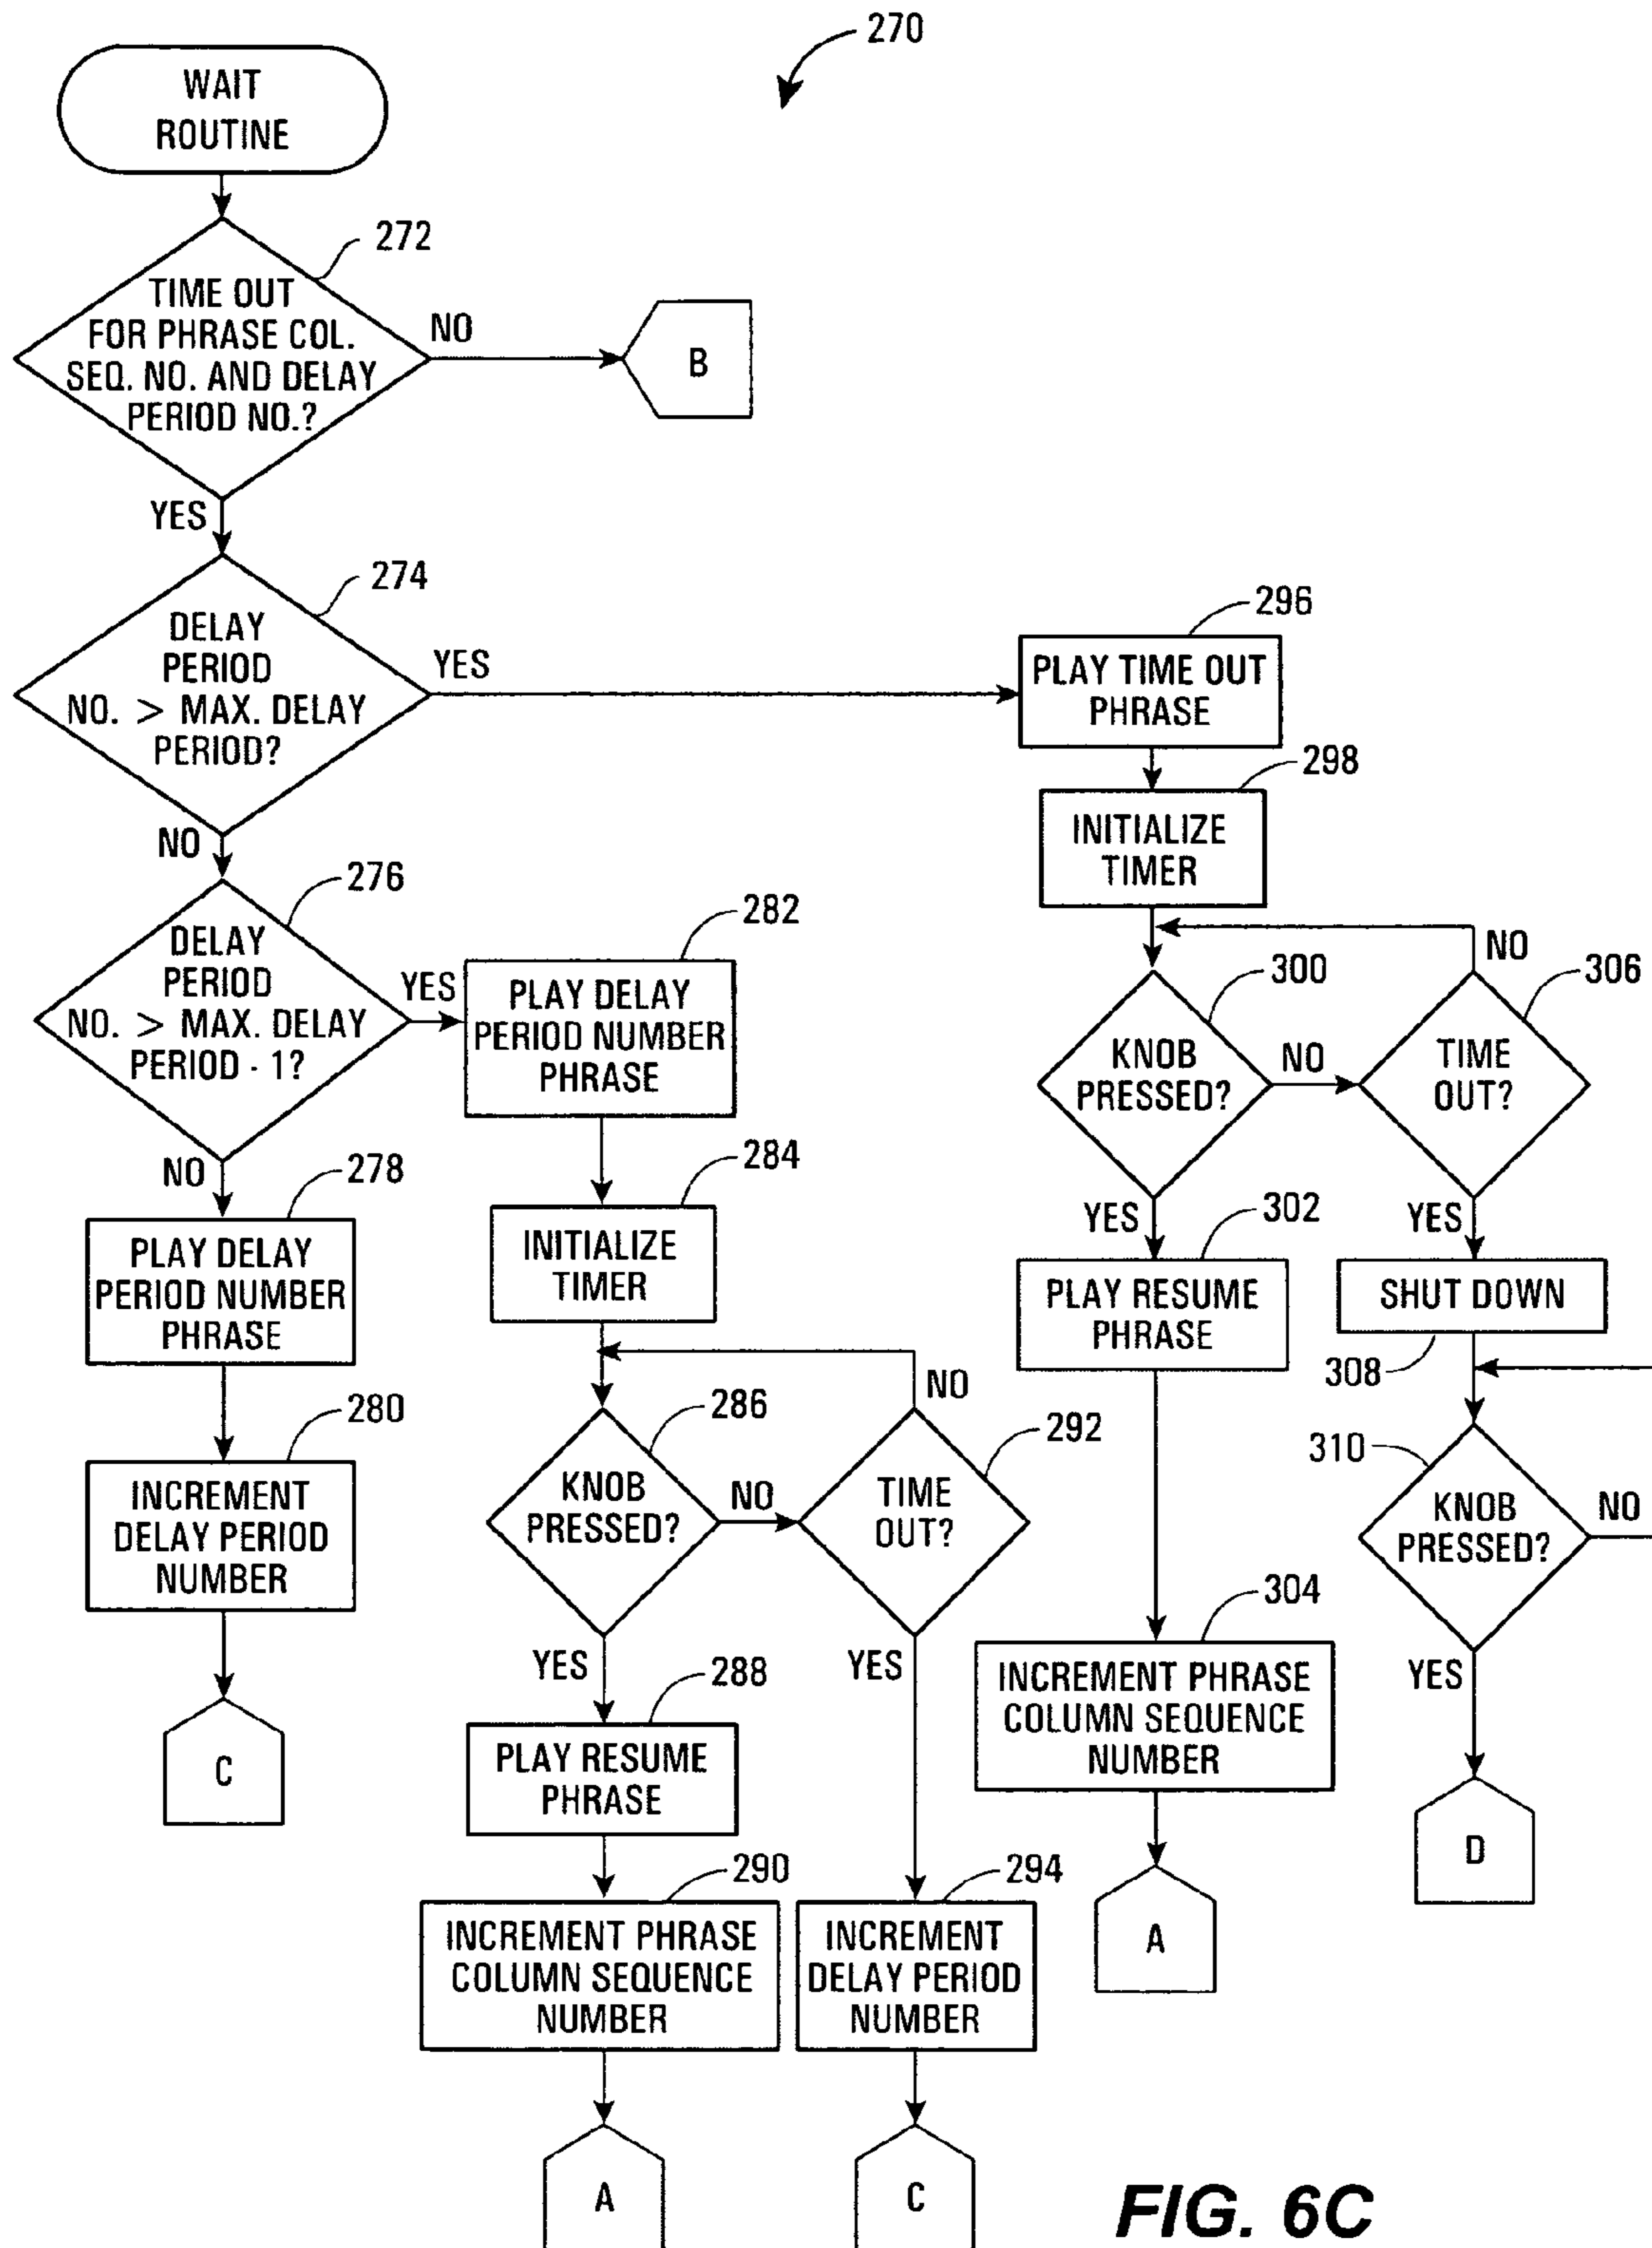 270
WAIT
ROUTINE
272
TIME OUT
FOR PHRASE COL.
SEQ. NO. AND DELAY
PERIOD NO.?
NO
B
YES
274
DELAY
PERIOD
NO. > MAX. DELAY
PERIOD?
YES
NO
276
DELAY
PERIOD
NO. > MAX. DELAY
PERIOD - 1?
YES
NO
278
PLAY DELAY
PERIOD NUMBER
PHRASE
280
INCREMENT
DELAY PERIOD
NUMBER
C
282
PLAY DELAY
PERIOD NUMBER
PHRASE
284
INITIALIZE
TIMER
286
KNOB
PRESSED?
NO
292
TIME
OUT?
NO
YES
288
PLAY RESUME
PHRASE
290
INCREMENT PHRASE
COLUMN SEQUENCE
NUMBER
A
YES
294
INCREMENT
DELAY PERIOD
NUMBER
C
296
PLAY TIME OUT
PHRASE
298
INITIALIZE
TIMER
300
KNOB
PRESSED?
NO
306
TIME
OUT?
NO
YES
302
PLAY RESUME
PHRASE
304
INCREMENT PHRASE
COLUMN SEQUENCE
NUMBER
A
YES
SHUT DOWN
308
310
KNOB
PRESSED?
NO
YES
D
FIG. 6C